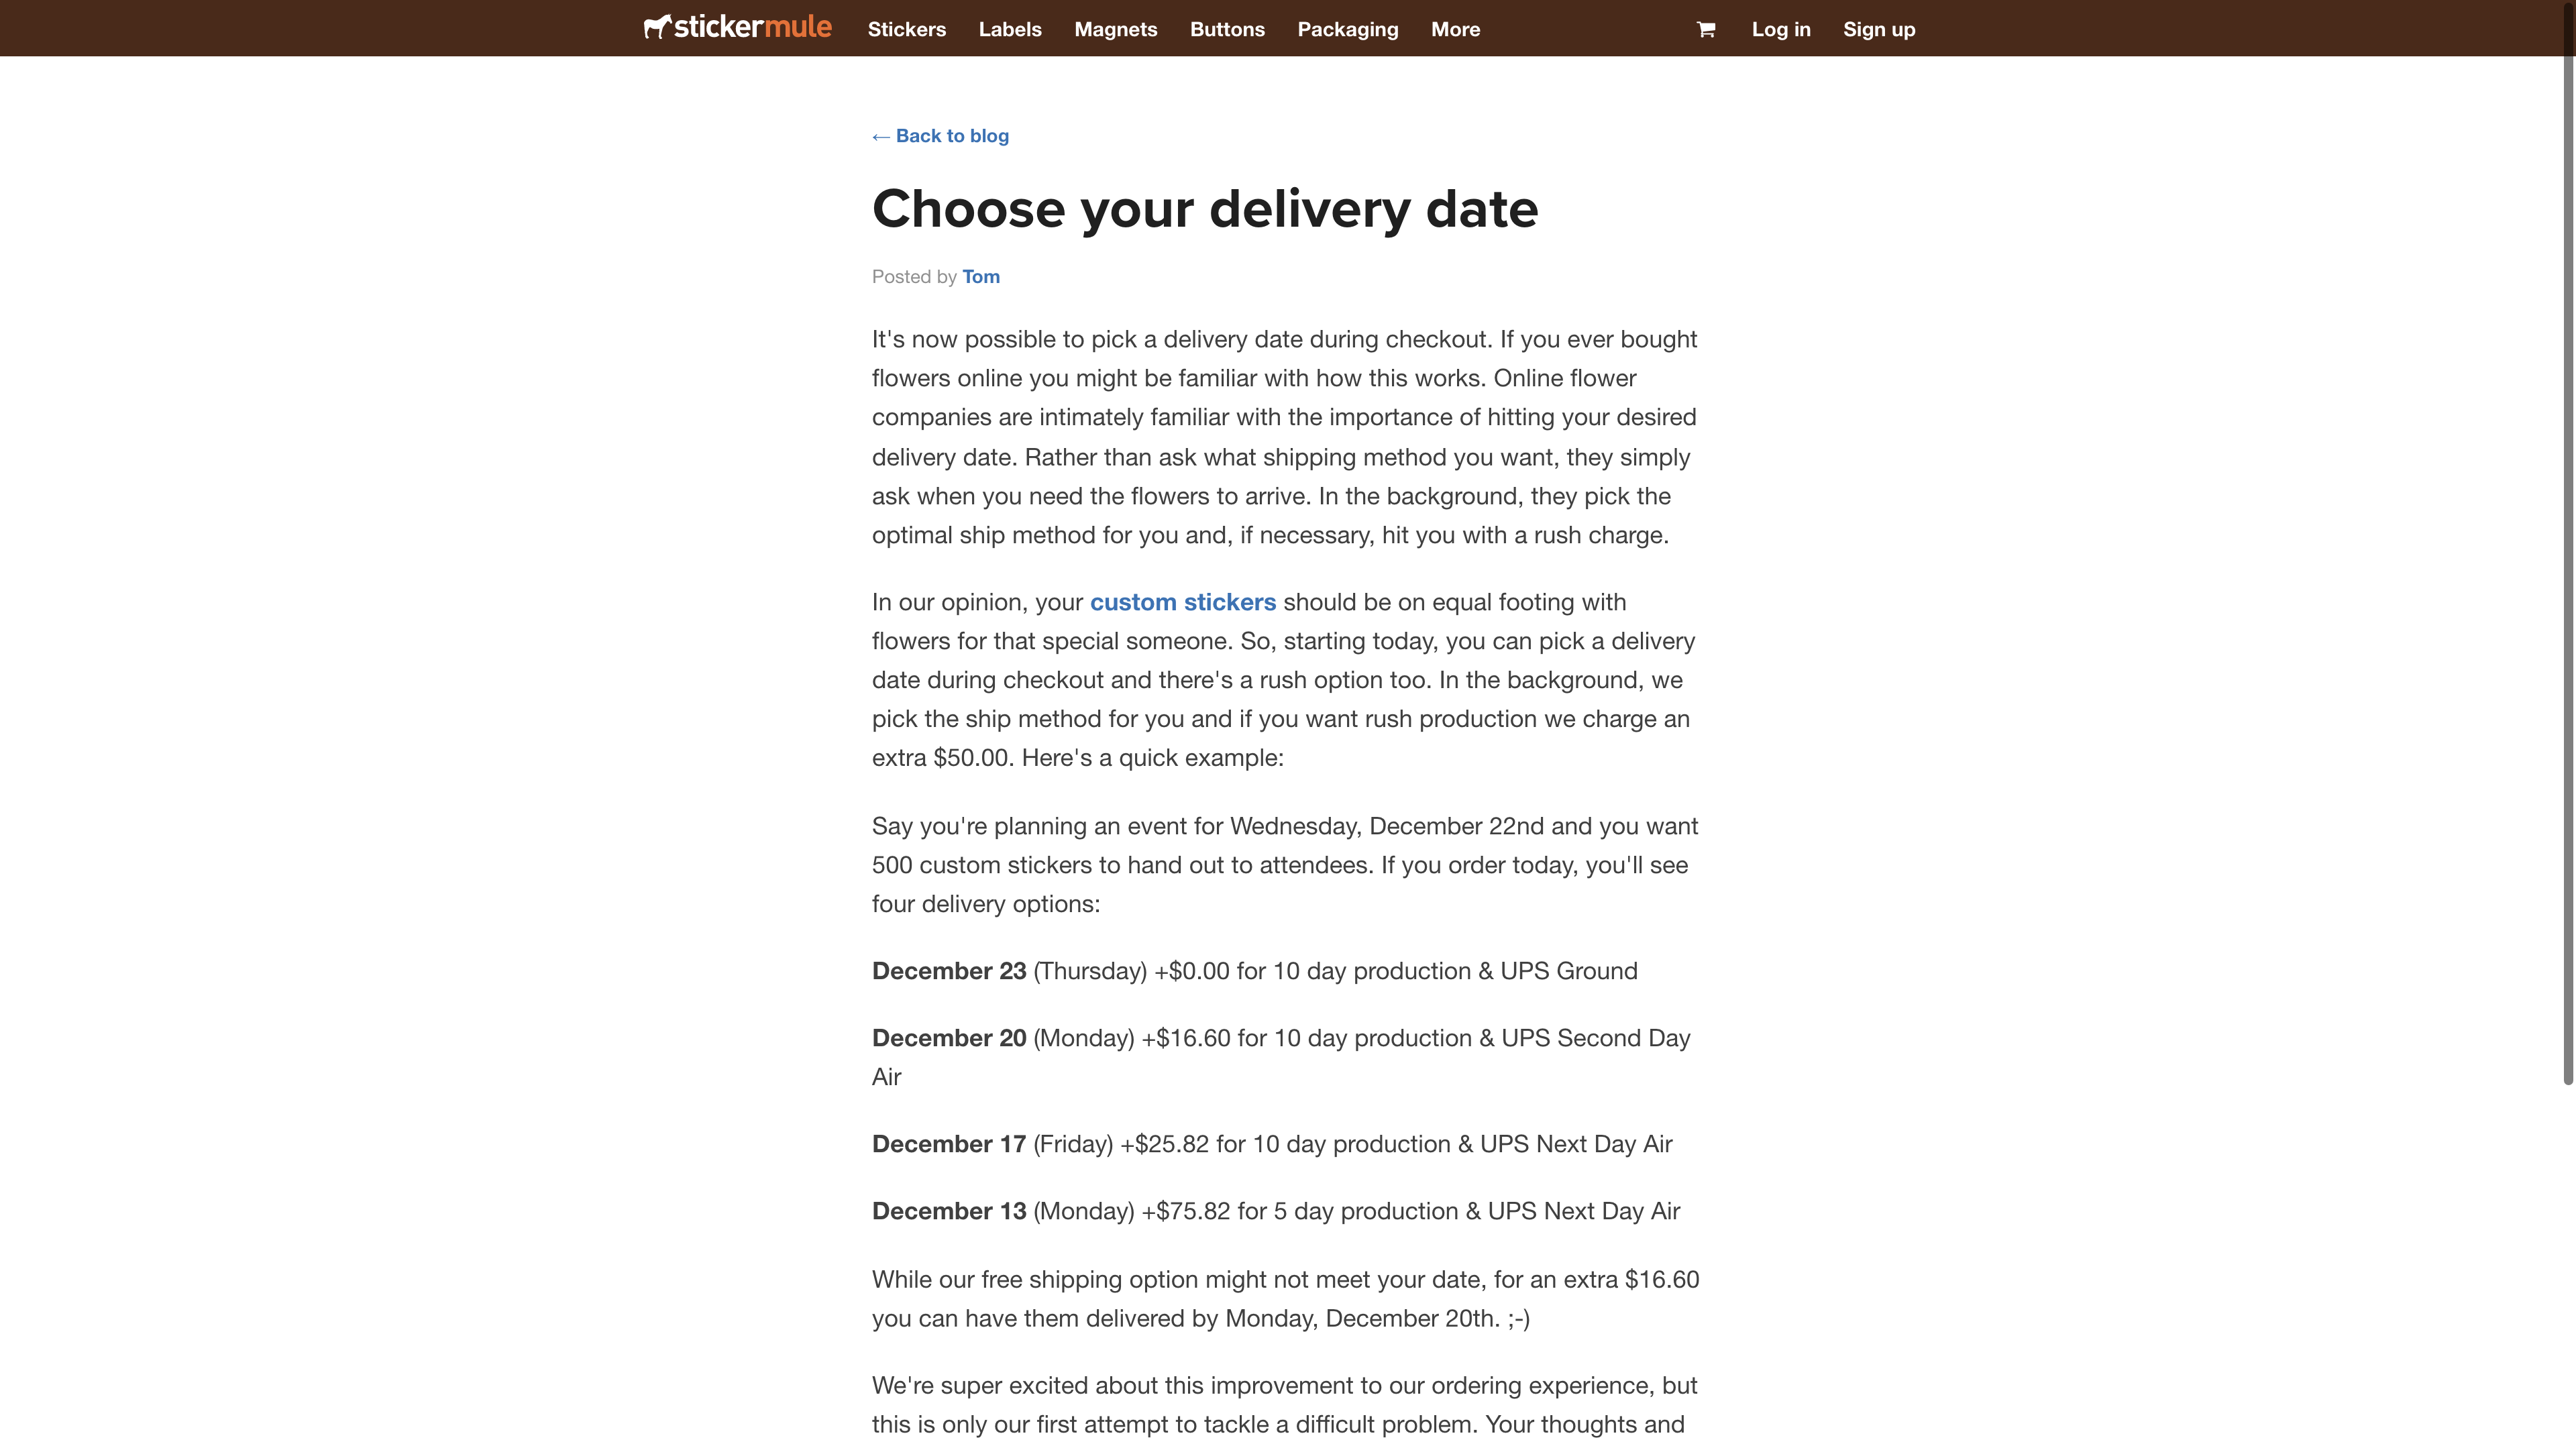 stickermule Stickers Labels Magnets Buttons Packaging More Log in Sign up
← Back to blog
Choose your delivery date
Posted by Tom
It's now possible to pick a delivery date during checkout. If you ever bought
flowers online you might be familiar with how this works. Online flower
companies are intimately familiar with the importance of hitting your desired
delivery date. Rather than ask what shipping method you want, they simply
ask when you need the flowers to arrive. In the background, they pick the
optimal ship method for you and, if necessary, hit you with a rush charge.
In our opinion, your custom stickers should be on equal footing with
flowers for that special someone. So, starting today, you can pick a delivery
date during checkout and there's a rush option too. In the background, we
pick the ship method for you and if you want rush production we charge an
extra $50.00. Here's a quick example:
Say you're planning an event for Wednesday, December 22nd and you want
500 custom stickers to hand out to attendees. If you order today, you'll see
four delivery options:
December 23 (Thursday) +$0.00 for 10 day production & UPS Ground
December 20 (Monday) +$16.60 for 10 day production & UPS Second Day
Air
December 17 (Friday) +$25.82 for 10 day production & UPS Next Day Air
December 13 (Monday) +$75.82 for 5 day production & UPS Next Day Air
While our free shipping option might not meet your date, for an extra $16.60
you can have them delivered by Monday, December 20th. ;-)
We're super excited about this improvement to our ordering experience, but
this is only our first attempt to tackle a difficult problem. Your thoughts and